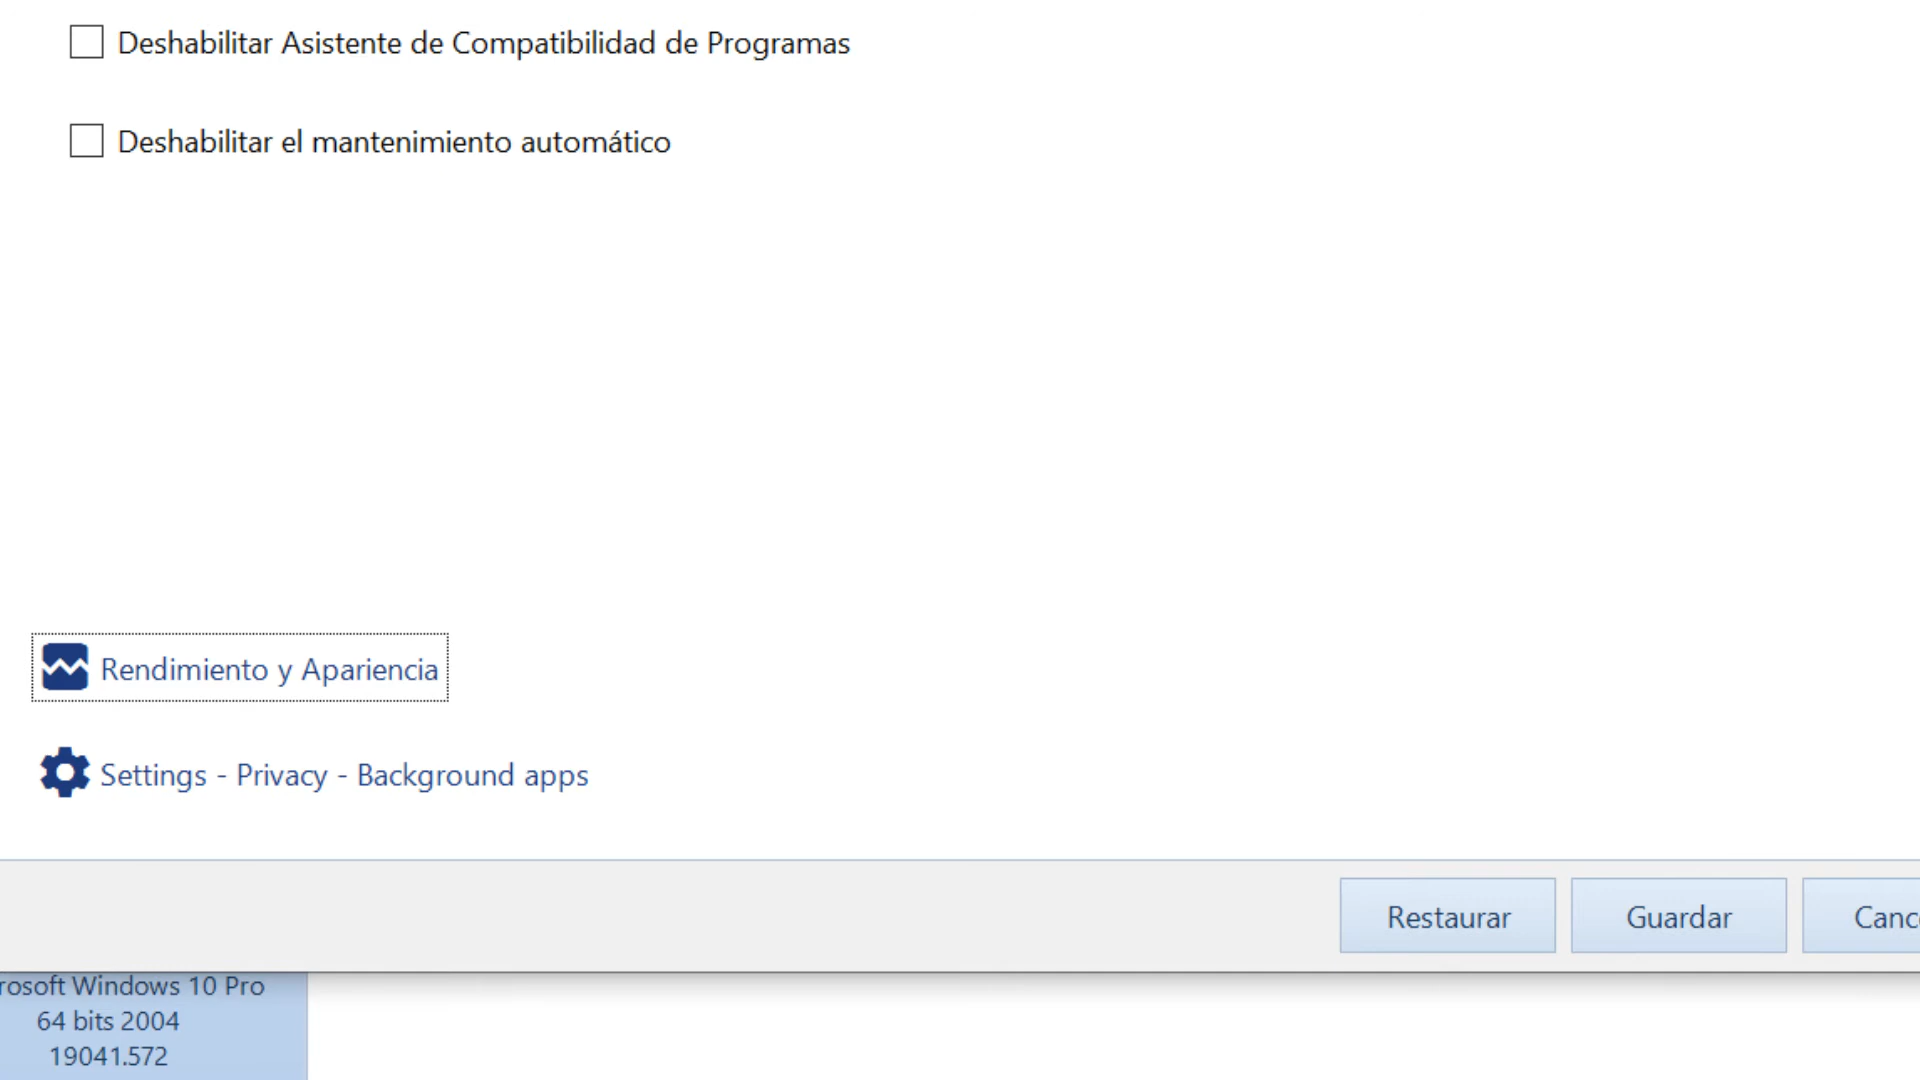 Deshabilitar Asistente de Compatibilidad de Programas
Deshabilitar el mantenimiento automático
Rendimiento y Apariencia
Settings - Privacy - Background apps
Restaurar
Guardar
rosoft Windows 10 Pro
64 bits 2004
19041.572